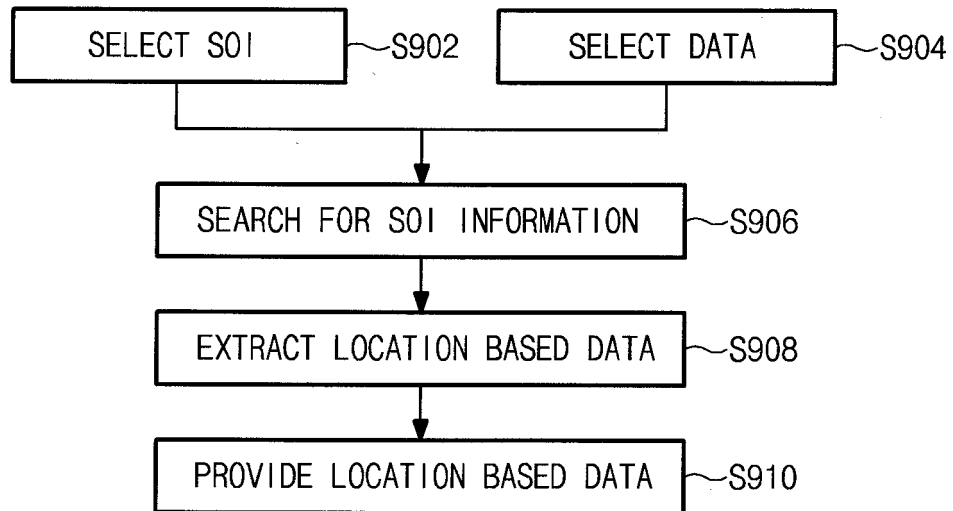 SELECT SOI S902
SELECT DATA S904
SEARCH FOR SOI INFORMATION S906
EXTRACT LOCATION BASED DATA S908
PROVIDE LOCATION BASED DATA S910